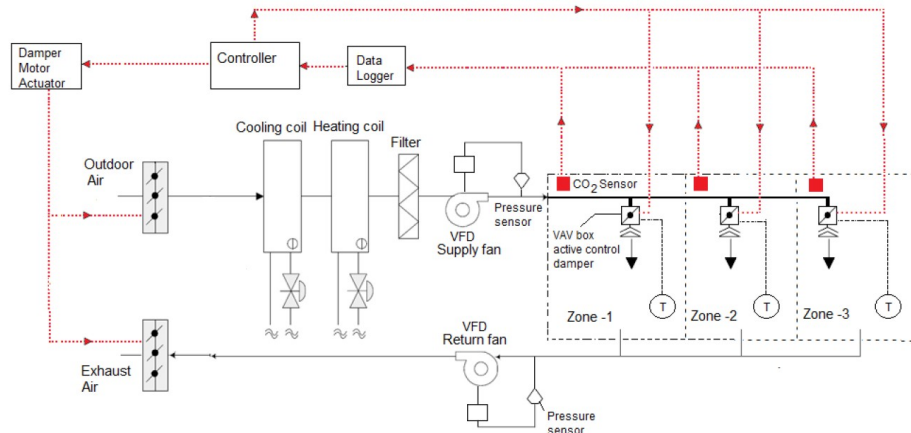 Damper
Motor
Actuator
Controller
Data
Logger
Cooling coil
Heating coil
Filter
Outdoor
Air
VFD
Supply fan
Pressure
sensor
CO2 Sensor
VAV box
active control
damper
T
T
T
Zone -1
Zone -2
Zone -3
VFD
Return fan
Exhaust
Air
Pressure
sensor